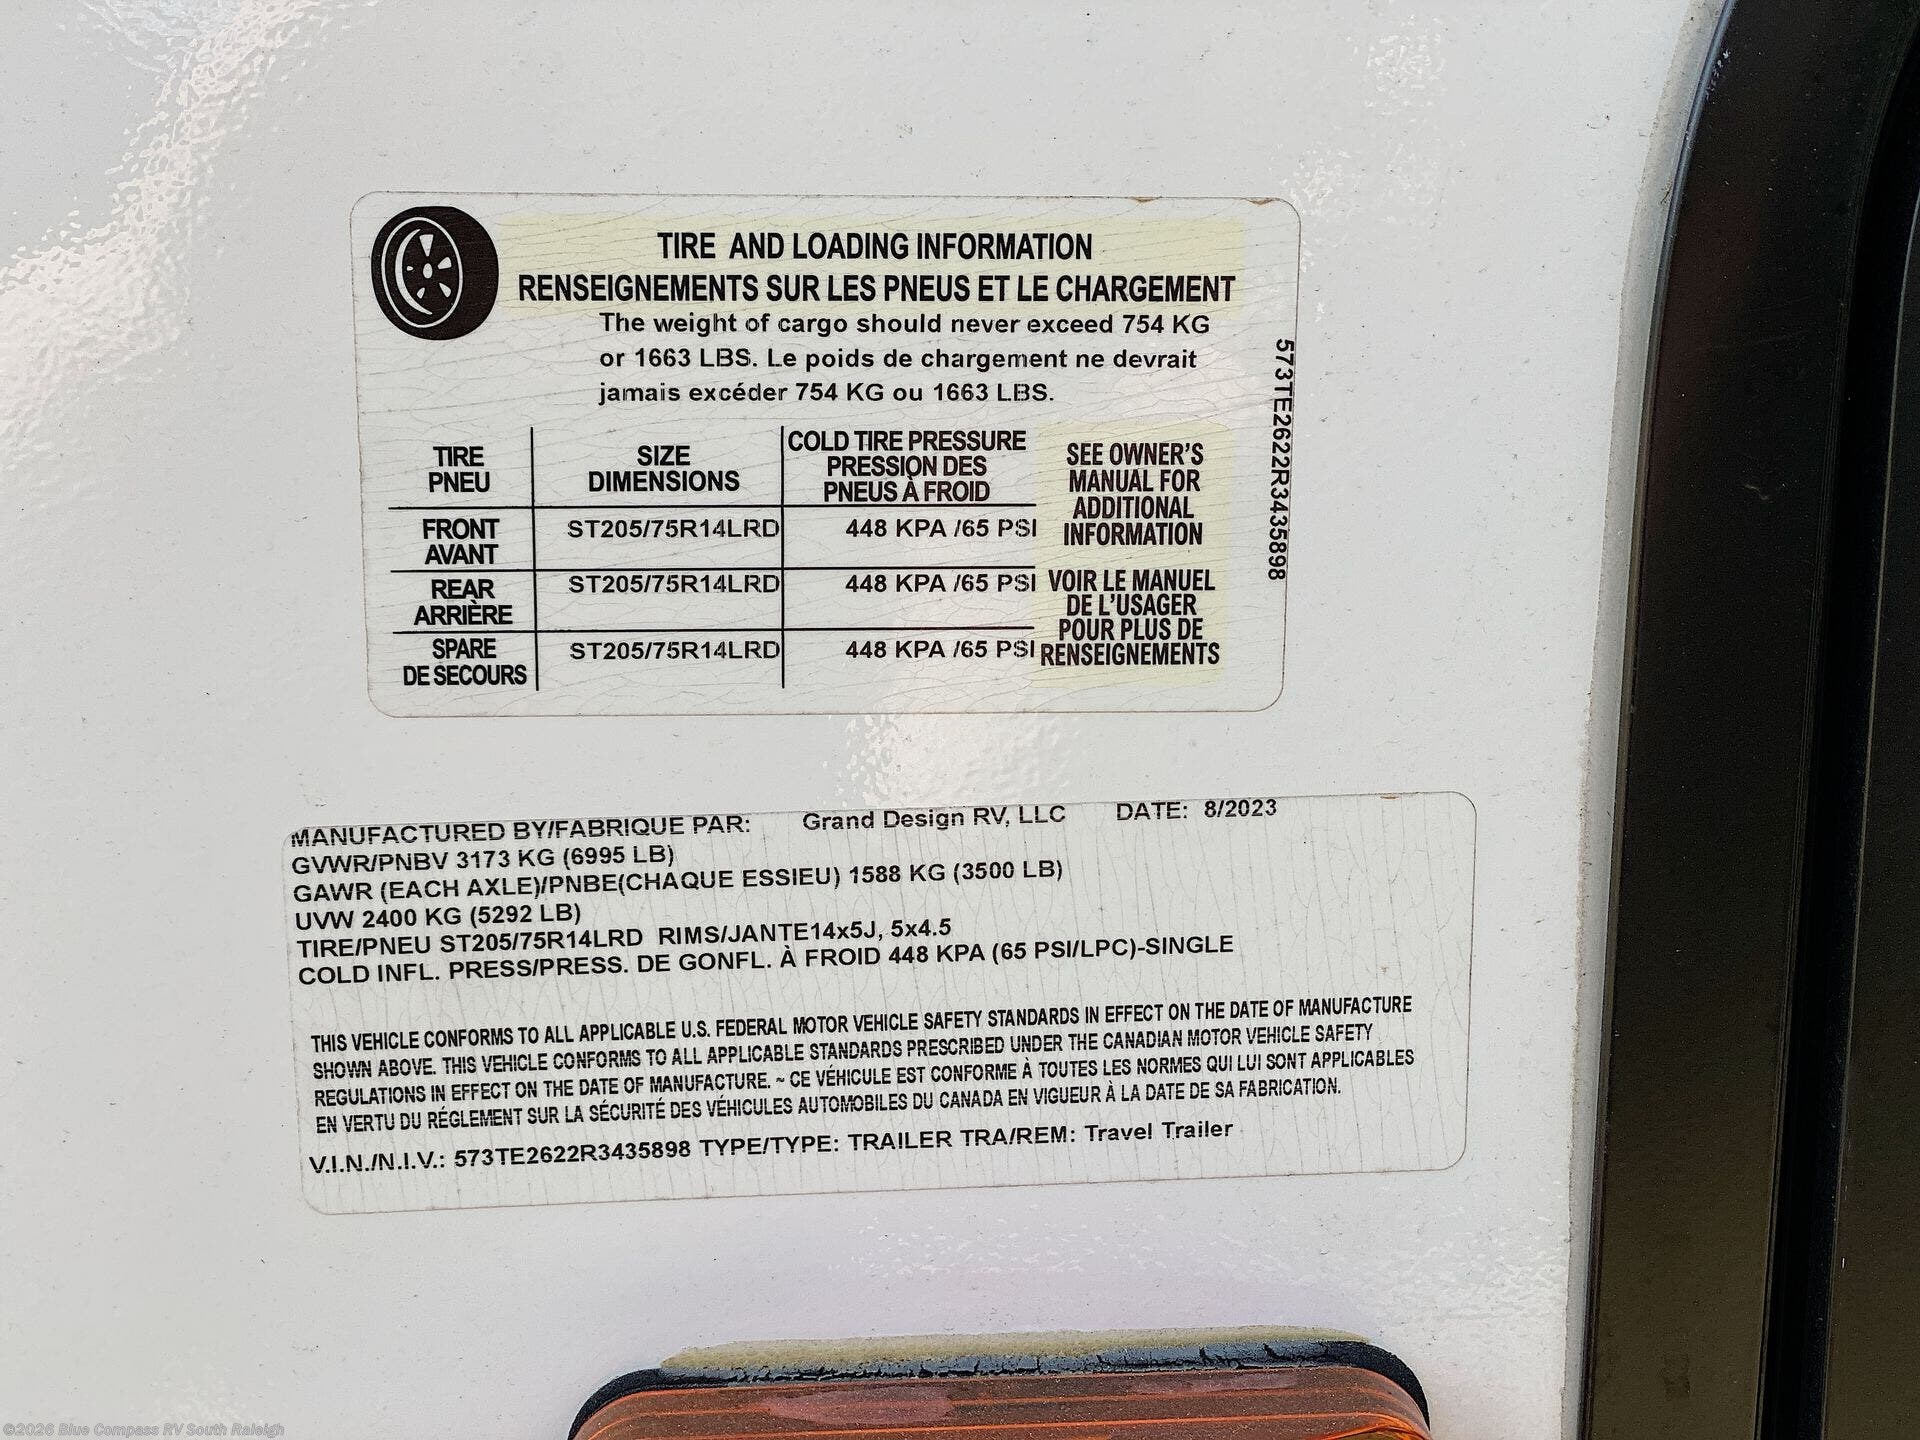 TIRE AND LOADING INFORMATION
RENSEIGNEMENTS SUR LES PNEUS ET LE CHARGEMENT
The weight of cargo should never exceed 754 KG
or 1663 LBS. Le poids de chargement ne devrait
jamais excéder 754 KG ou 1663 LBS.
TIRE
PNEU
SIZE
DIMENSIONS
COLD TIRE PRESSURE
PRESSION DES
PNEUS À FROID
FRONT
AVANT
ST205/75R14LRD
448 KPA /65 PSI
REAR
ARRIÈRE
ST205/75R14LRD
448 KPA /65 PSI
SPARE
DE SECOURS
ST205/75R14LRD
448 KPA /65 PSI
SEE OWNER'S
MANUAL FOR
ADDITIONAL
INFORMATION
VOIR LE MANUEL
DE L'USAGER
POUR PLUS DE
RENSEIGNEMENTS
573TE2622R3435898
MANUFACTURED BY/FABRIQUE PAR: Grand Design RV, LLC DATE: 8/2023
GVWR/PNBV 3173 KG (6995 LB)
GAWR (EACH AXLE)/PNBE(CHAQUE ESSIEU) 1588 KG (3500 LB)
UVW 2400 KG (5292 LB)
TIRE/PNEU ST205/75R14LRD RIMS/JANTE14x5J, 5x4.5
COLD INFL. PRESS/PRESS. DE GONFL. À FROID 448 KPA (65 PSI/LPC)-SINGLE
THIS VEHICLE CONFORMS TO ALL APPLICABLE U.S. FEDERAL MOTOR VEHICLE SAFETY STANDARDS IN EFFECT ON THE DATE OF MANUFACTURE
SHOWN ABOVE. THIS VEHICLE CONFORMS TO ALL APPLICABLE STANDARDS PRESCRIBED UNDER THE CANADIAN MOTOR VEHICLE SAFETY
REGULATIONS IN EFFECT ON THE DATE OF MANUFACTURE. ~ CE VÉHICULE EST CONFORME À TOUTES LES NORMES QUI LUI SONT APPLICABLES
EN VERTU DU RÉGLEMENT SUR LA SÉCURITÉ DES VÉHICULES AUTOMOBILES DU CANADA EN VIGUEUR À LA DATE DE SA FABRICATION.
V.I.N./N.I.V.: 573TE2622R3435898 TYPE/TYPE: TRAILER TRA/REM: Travel Trailer
©2026 Blue Compass RV South Raleigh